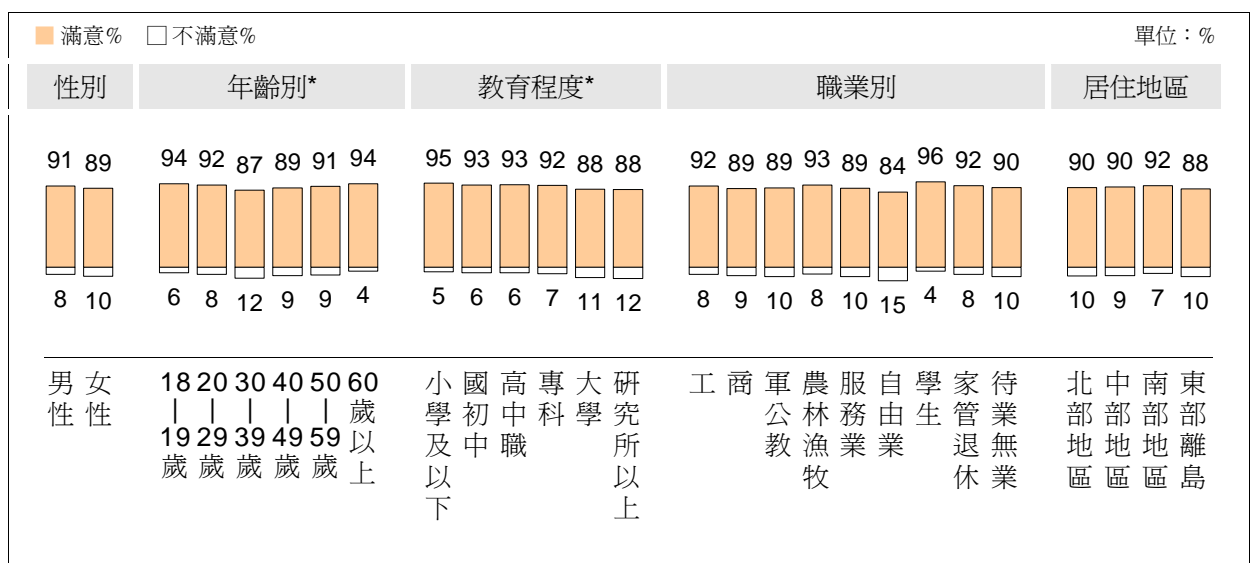 滿意% 不滿意% 單位：%
性別 年齡別* 教育程度* 職業別 居住地區
91 89 94 92 87 89 91 94 95 93 93 92 88 88 92 89 89 93 89 84 96 92 90 90 90 92 88
8 10 6 8 12 9 9 4 5 6 6 7 11 12 8 9 10 8 10 15 4 8 10 10 9 7 10
男性
女性
18|19歲
20|29歲
30|39歲
40|49歲
50|59歲
60歲以上
小學及以下
國初中
高中職
專科
大學
研究所以上
工
商
軍公教
農林漁牧
服務業
自由業
學生
家管退休
待業無業
北部地區
中部地區
南部地區
東部離島